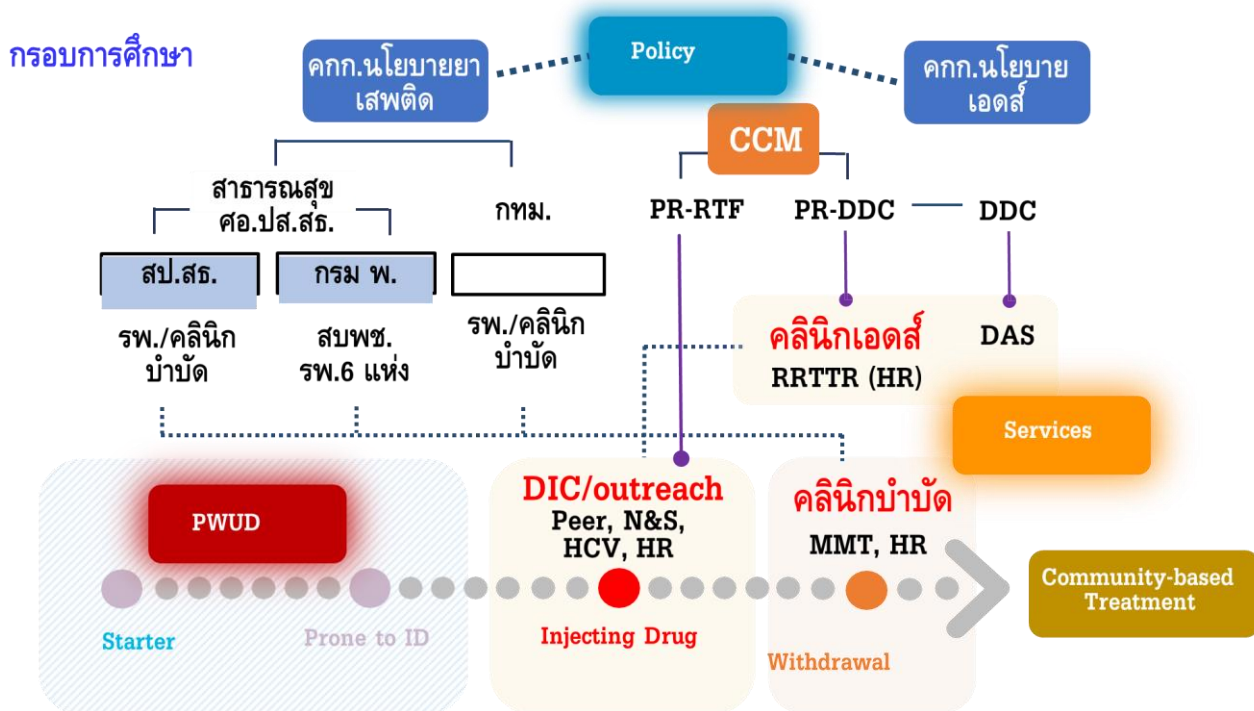 กรอบการศึกษา
คกก.นโยบายยา
เสพติด
Policy
คกก.นโยบาย
เอดส์
CCM
สาธารณสุข
ศอ.ปส.สธ.
กทม.
PR-RTF
PR-DDC
DDC
สป.สธ.
กรม พ.
รพ./คลินิก
บำบัด
สบพช.
รพ.6 แห่ง
รพ./คลินิก
บำบัด
คลินิกเอดส์
RRTTR (HR)
DAS
Services
PWUD
DIC/outreach
Peer, N&S,
HCV, HR
คลินิกบำบัด
MMT, HR
Community-based
Treatment
Starter
Prone to ID
Injecting Drug
Withdrawal